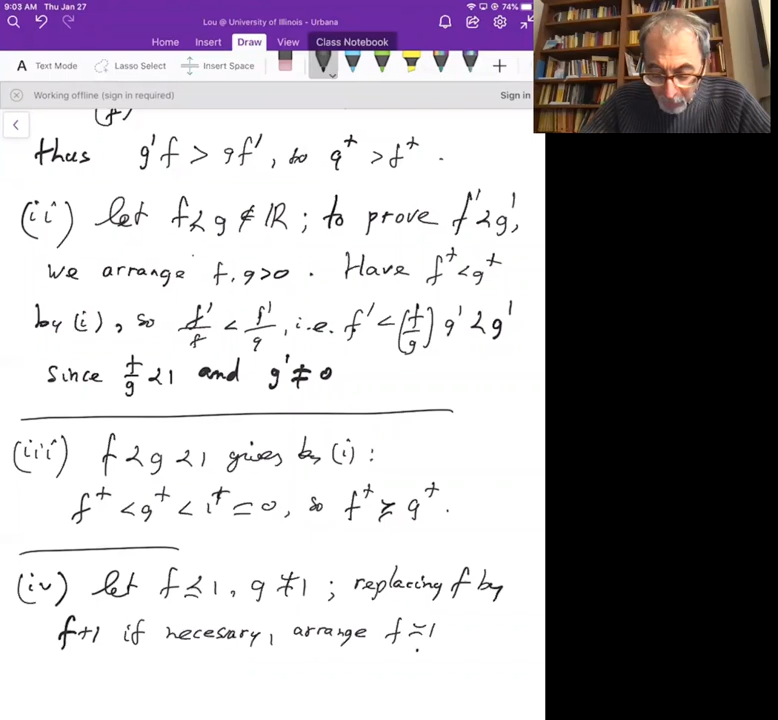 9:03 AM Thu Jan 27
74%
Lou @ University of Illinois - Urbana
Home Insert Draw View Class Notebook
A Text Mode Lasso Select Insert Space
Working offline (sign in required) Sign in
thus g'f > gf', so g† > f†.
(ii) let f ≺ g ∉ ℝ; to prove f' ≺ g',
we arrange f, g > 0. Have f† < g†
by (i), so f'/f < f'/g, i.e. f' < (f/g) g' ≺ g'
since f/g ≺ 1 and g' ≠ 0
(iii) f ≺ g ≺ 1 gives by (i):
f† < g† < 1† = 0, so f† ≽ g†.
(iv) let f ≼ 1, g ≭ 1; replacing f by
f+1 if necesary, arrange f ≍ 1